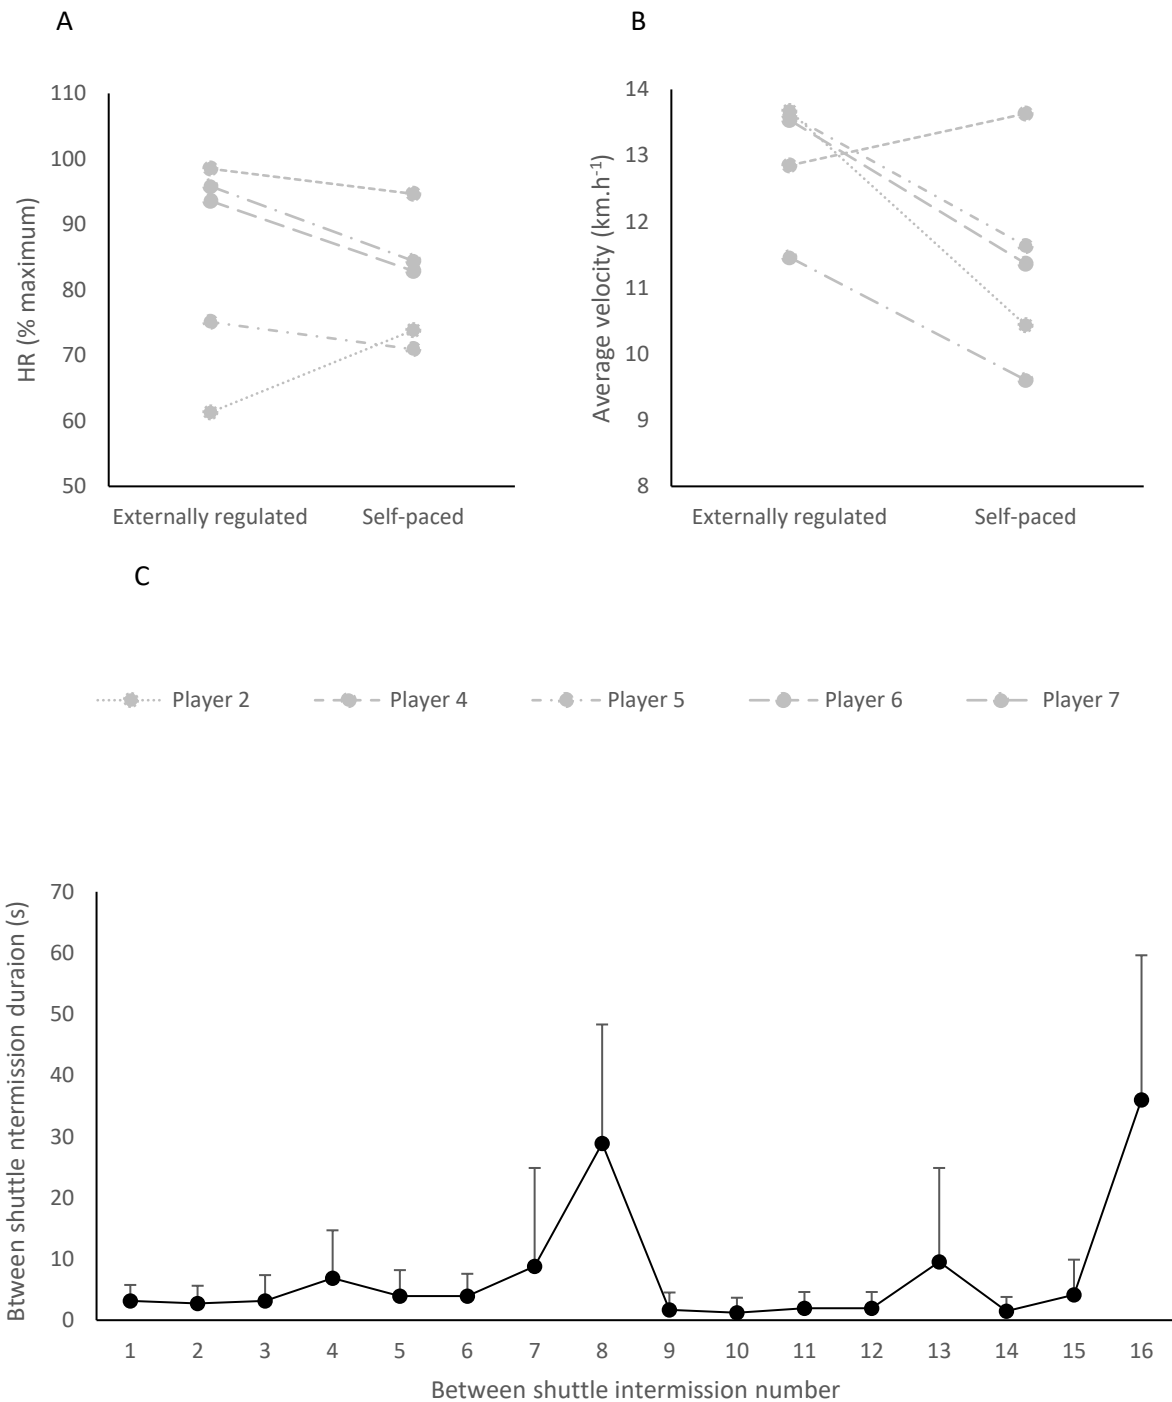 A
110
100
90
80
70
60
50
HR (% maximum)
Externally regulated Self-paced
B
14
13
12
11
10
9
8
Average velocity (km.h-1)
Externally regulated Self-paced
C
Player 2 Player 4 Player 5 Player 6 Player 7
70
60
50
40
30
20
10
0
Btween shuttle ntermission duraion (s)
1 2 3 4 5 6 7 8 9 10 11 12 13 14 15 16
Between shuttle intermission number